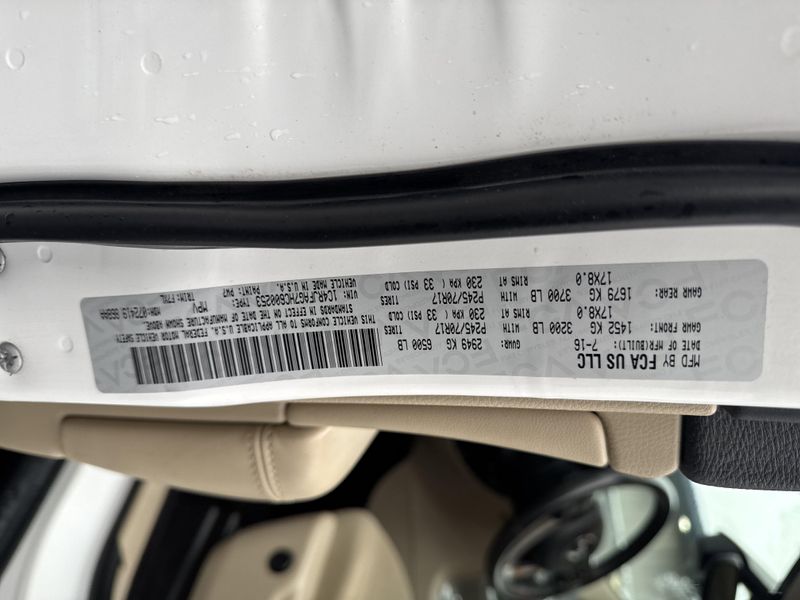 MFD BY FCA US LLC
DATE OF MFR(BUILT): 7-16 GVWR: 2949 KG 6500 LB
GAWR FRONT: 1452 KG 3200 LB WITH P245/70R17 TIRES
17X8.0 RIMS AT 230 KPA ( 33 PSI) COLD
GAWR REAR: 1679 KG 3700 LB WITH P245/70R17 TIRES
17X8.0 RIMS AT 230 KPA ( 33 PSI) COLD
THIS VEHICLE CONFORMS TO ALL APPLICABLE U.S.A. FEDERAL MOTOR VEHICLE SAFETY
STANDARDS IN EFFECT ON THE DATE OF MANUFACTURE SHOWN ABOVE
VIN: 1C4RJFAG7HC600253 TYPE: MPV
VEHICLE MADE IN U.S.A. PAINT: PW7 TRIM: